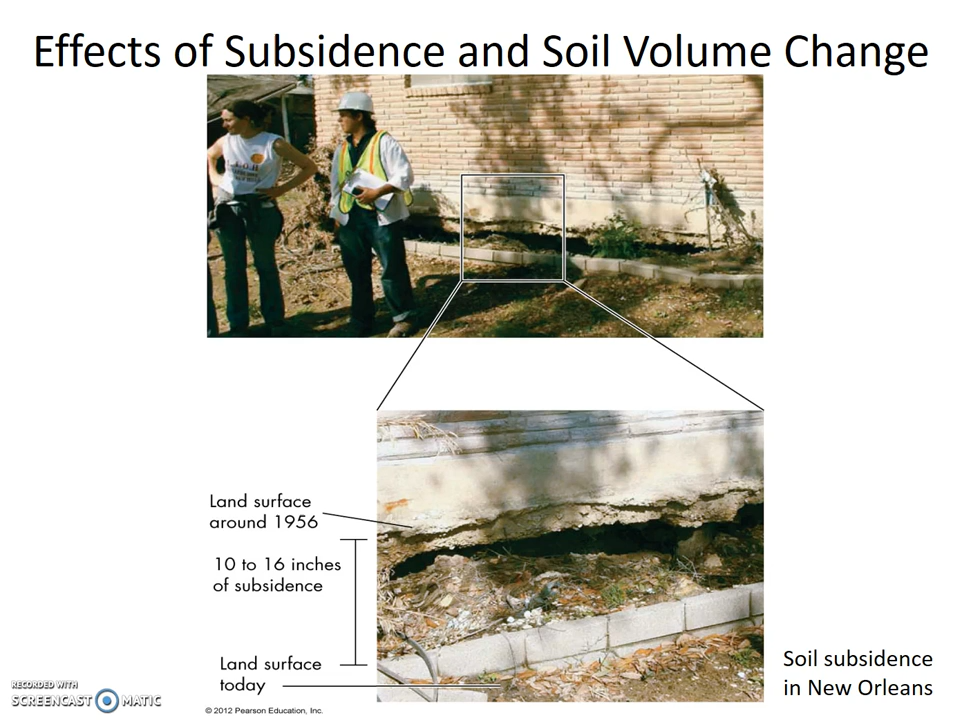 Effects of Subsidence and Soil Volume Change
Land surface
around 1956
10 to 16 inches
of subsidence
Land surface
today
Soil subsidence
in New Orleans
RECORDED WITH
SCREENCAST MATIC
© 2012 Pearson Education, Inc.